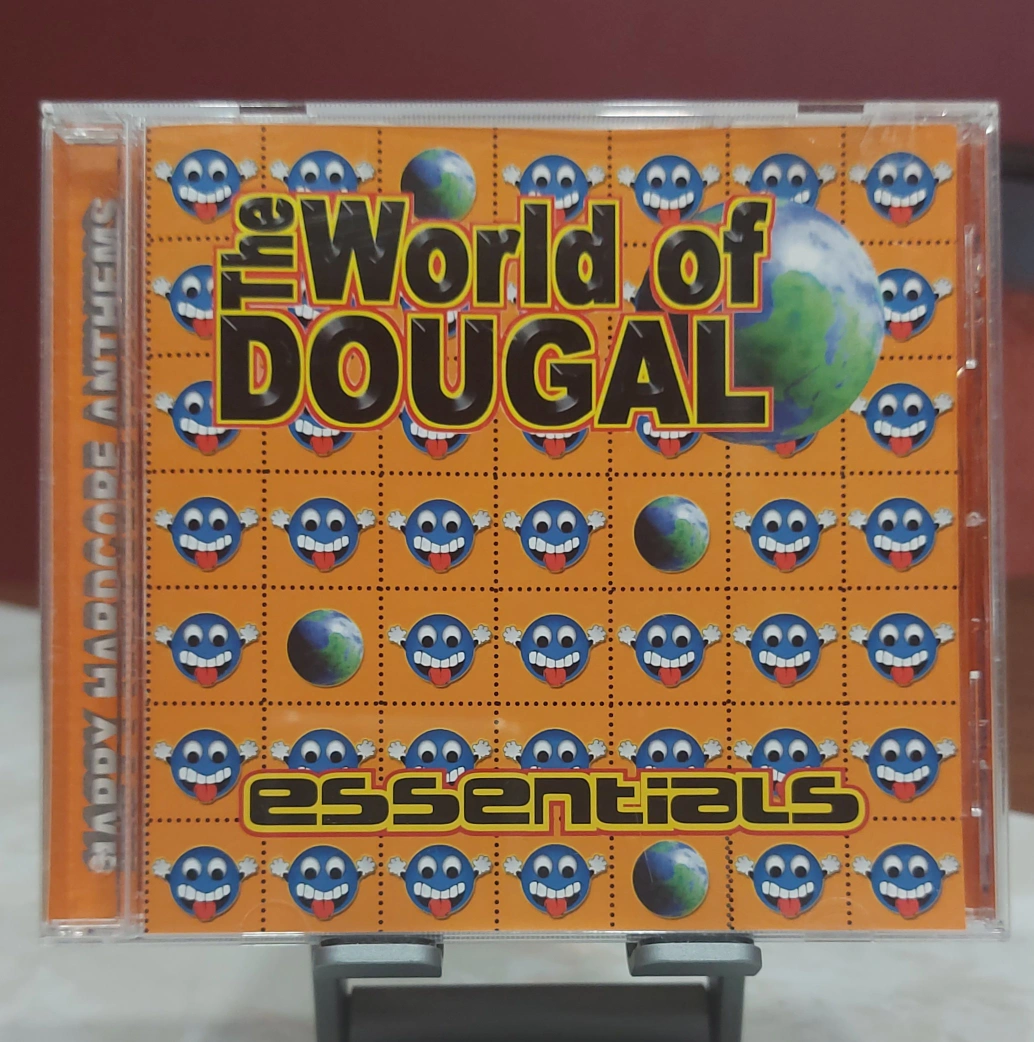 The World of
DOUGAL
essentials
HAPPY HARDCORE ANTHEMS